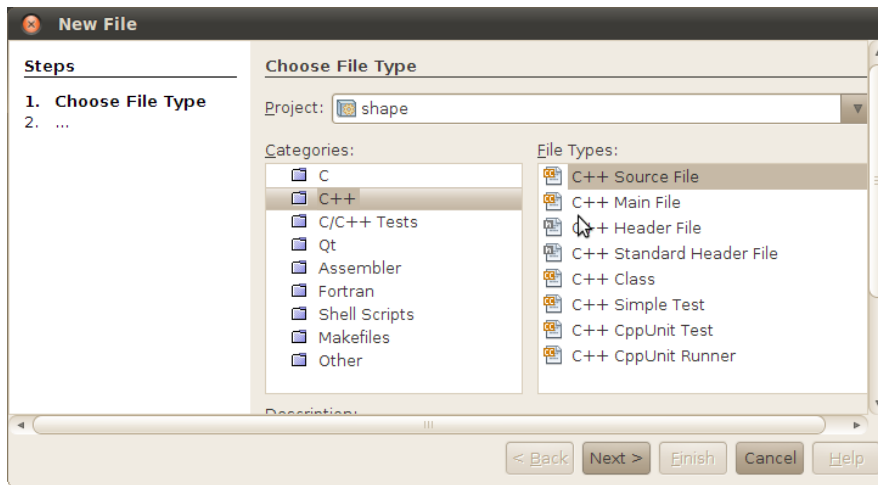 New File
Steps
1. Choose File Type
2. ...
Choose File Type
Project: shape
Categories:
C
C++
C/C++ Tests
Qt
Assembler
Fortran
Shell Scripts
Makefiles
Other
File Types:
C++ Source File
C++ Main File
C++ Header File
C++ Standard Header File
C++ Class
C++ Simple Test
C++ CppUnit Test
C++ CppUnit Runner
Description:
< Back Next > Finish Cancel Help